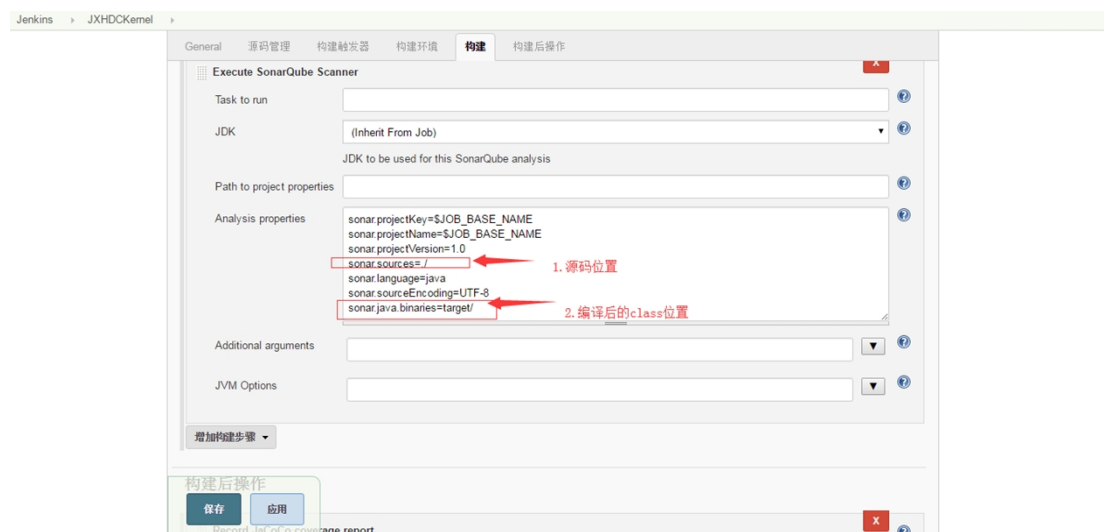 Jenkins JXHDCKernel
General 源码管理 构建触发器 构建环境 构建 构建后操作
Execute SonarQube Scanner
X
Task to run
JDK
(Inherit From Job)
JDK to be used for this SonarQube analysis
Path to project properties
Analysis properties
sonar.projectKey=$JOB_BASE_NAME
sonar.projectName=$JOB_BASE_NAME
sonar.projectVersion=1.0
sonar.sources=./
1.源码位置
sonar.language=java
sonar.sourceEncoding=UTF-8
sonar.java.binaries=target/
2.编译后的class位置
Additional arguments
JVM Options
增加构建步骤
构建后操作
保存 应用
Record JaCoCo coverage report
X